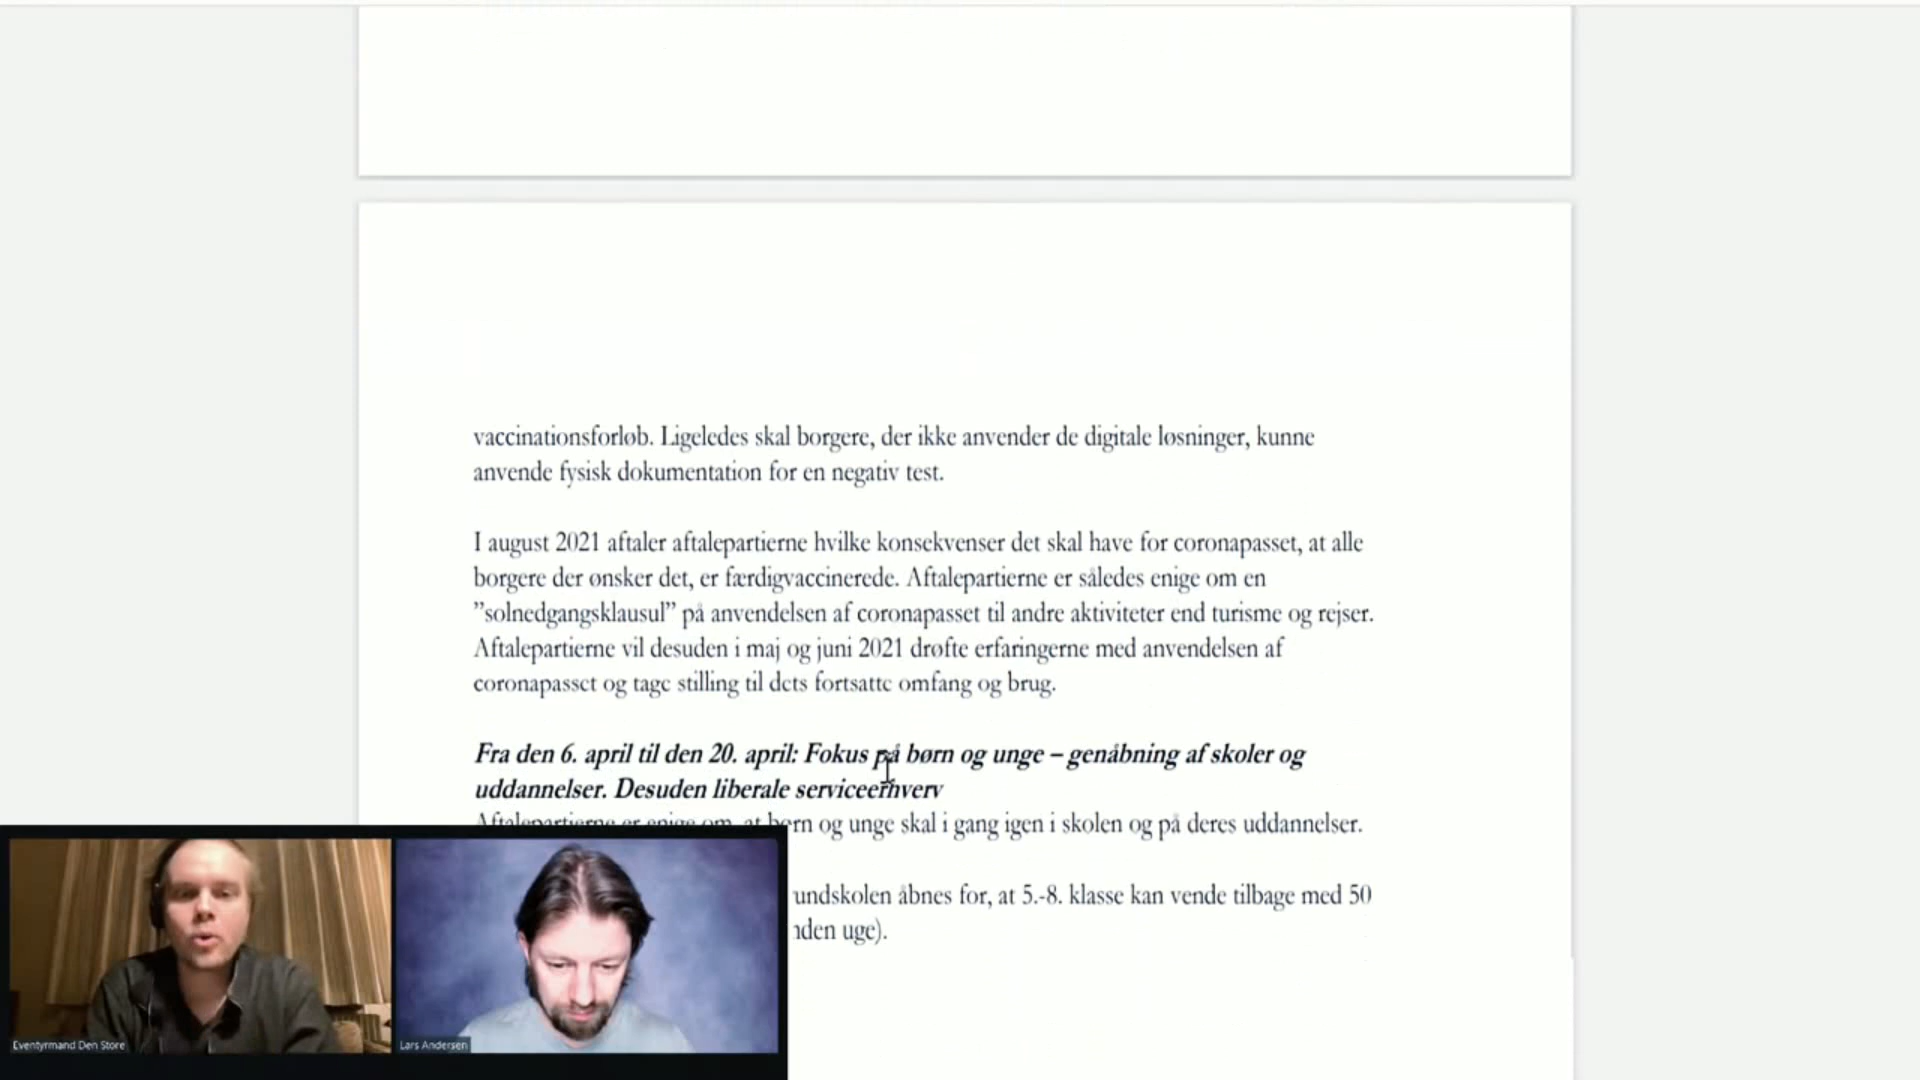 vaccinationsforløb. Ligeledes skal borgere, der ikke anvender de digitale løsninger, kunne
anvende fysisk dokumentation for en negativ test.
I august 2021 aftaler aftalepartierne hvilke konsekvenser det skal have for coronapasset, at alle
borgere der ønsker det, er færdigvaccinerede. Aftalepartierne er således enige om en
”solnedgangsklausul” på anvendelsen af coronapasset til andre aktiviteter end turisme og rejser.
Aftalepartierne vil desuden i maj og juni 2021 drøfte erfaringerne med anvendelsen af
coronapasset og tage stilling til dets fortsatte omfang og brug.
Fra den 6. april til den 20. april: Fokus på børn og unge – genåbning af skoler og
uddannelser. Desuden liberale serviceerhverv
Aftalepartierne er enige om, at børn og unge skal i gang igen i skolen og på deres uddannelser.
undskolen åbnes for, at 5.-8. klasse kan vende tilbage med 50
nden uge).
Eventyrmand Den Store
Lars Andersen